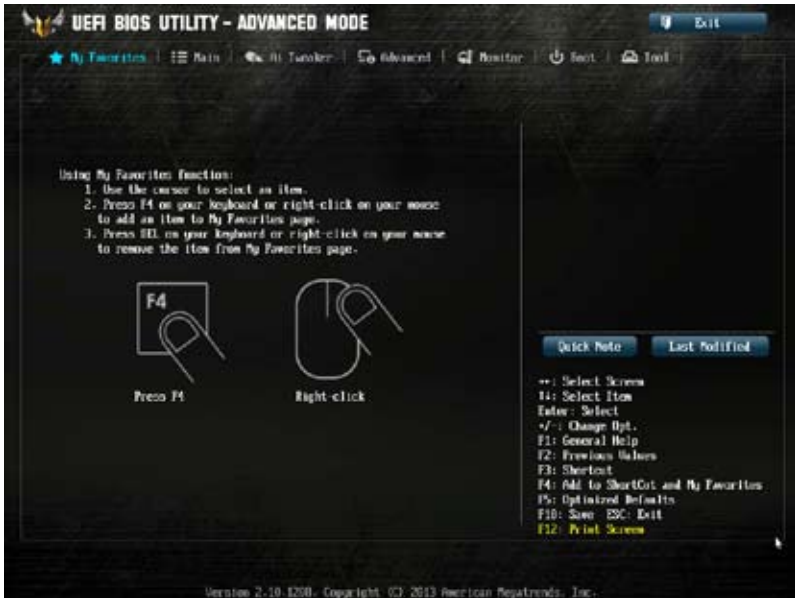 UEFI BIOS UTILITY - ADVANCED MODE
Exit
My Favorites
Main
Ai Tweaker
Advanced
Monitor
Boot
Tool
Using My Favorites function:
1. Use the cursor to select an item.
2. Press F4 on your keyboard or right-click on your mouse
to add an item to My Favorites page.
3. Press DEL on your keyboard or right-click on your mouse
to remove the item from My Favorites page.
F4
Press F4
Right-click
Quick Note
Last Modified
→←: Select Screen
↑↓: Select Item
Enter: Select
+/-: Change Opt.
F1: General Help
F2: Previous Values
F3: Shortcut
F4: Add to ShortCut and My Favorites
F5: Optimized Defaults
F10: Save ESC: Exit
F12: Print Screen
Version 2.10.1208. Copyright (C) 2013 American Megatrends, Inc.